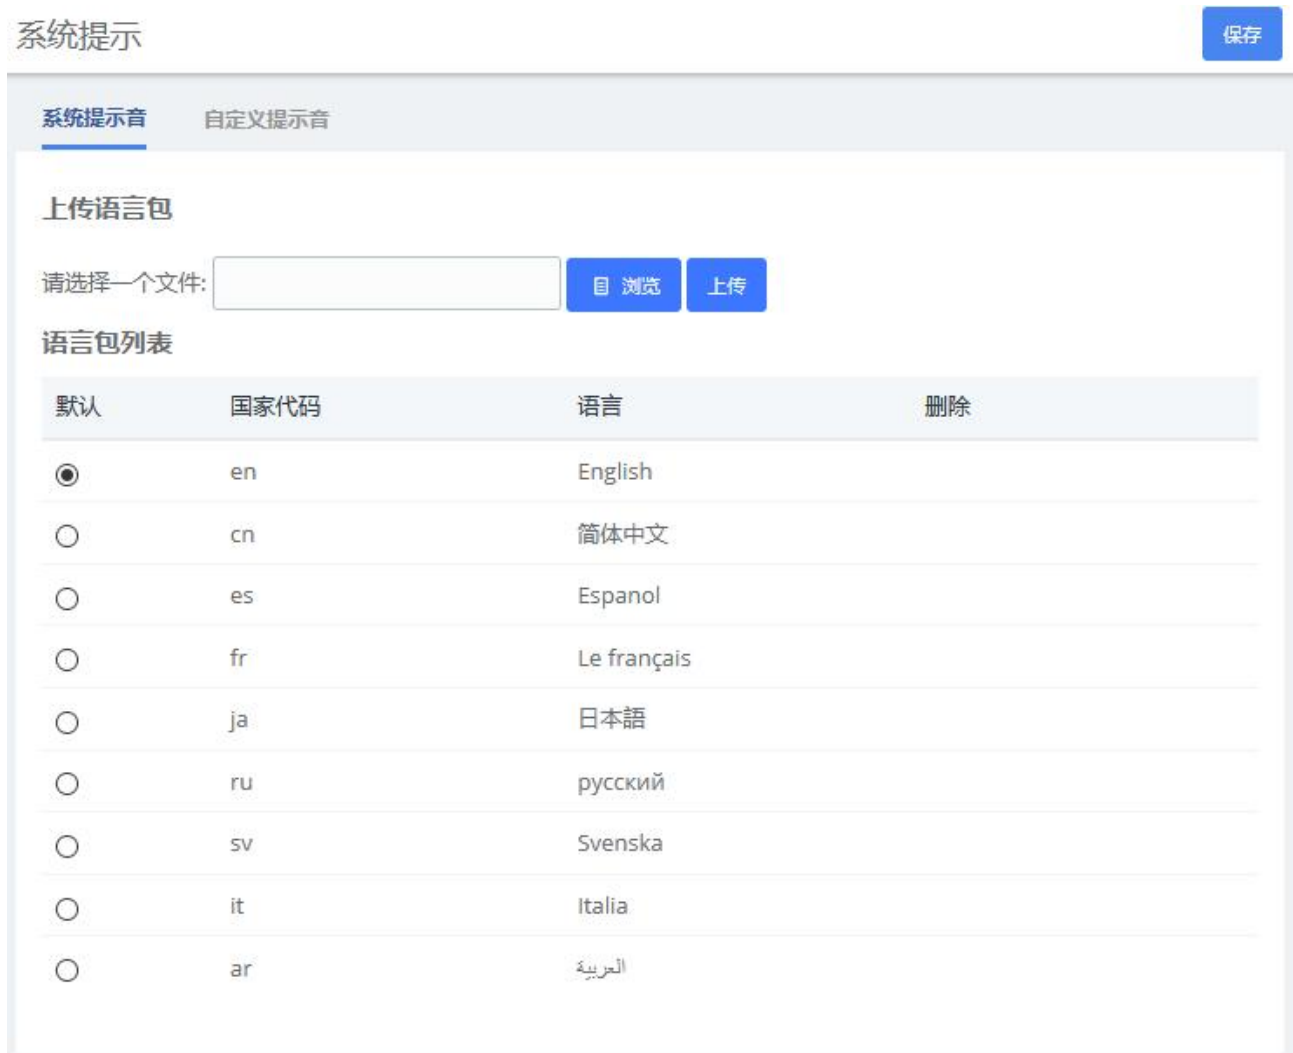 系统提示 保存
系统提示音 自定义提示音
上传语言包
请选择一个文件: 浏览 上传
语言包列表
默认 国家代码 语言 删除
en English
cn 简体中文
es Espanol
fr Le français
ja 日本語
ru русский
sv Svenska
it Italia
ar العربية